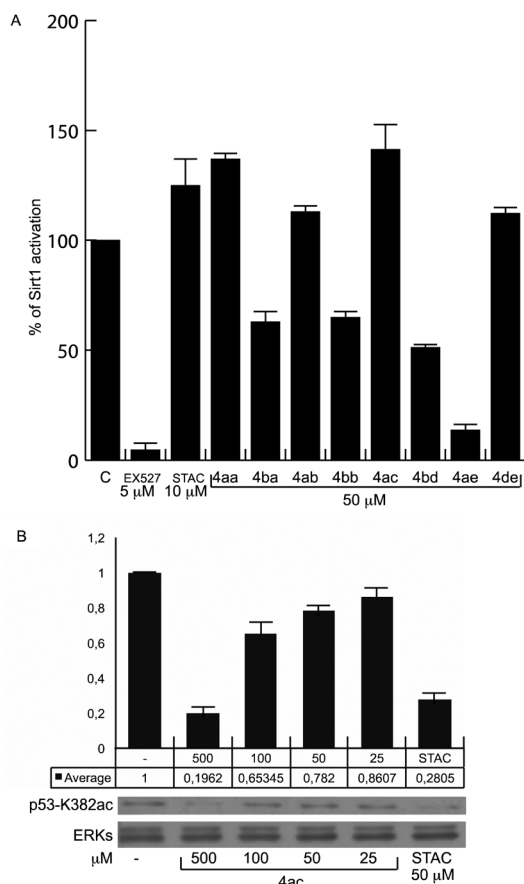 A
200
150
100
50
0
% of Sirt1 activation
C EX527 STAC 4aa 4ba 4ab 4bb 4ac 4bd 4ae 4de
5 µM 10 µM 50 µM
B
1,2
1
0,8
0,6
0,4
0,2
0
- 500 100 50 25 STAC
Average 1 0,1962 0,65345 0,782 0,8607 0,2805
p53-K382ac
ERKs
µM - 500 100 50 25 STAC
4ac 50 µM